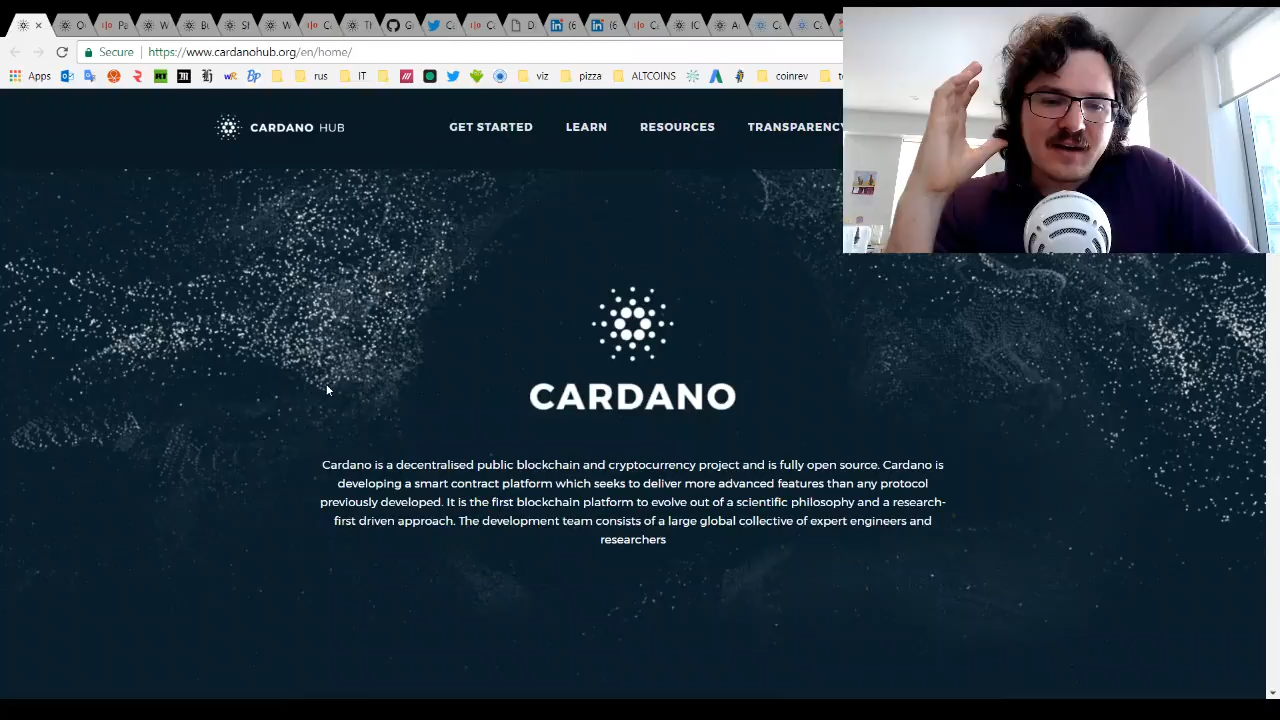 Secure
https://www.cardanohub.org/en/home/
Apps
rus
IT
viz
pizza
ALTCOINS
coinrev
CARDANO HUB
GET STARTED
LEARN
RESOURCES
TRANSPARENCY
CARDANO
Cardano is a decentralised public blockchain and cryptocurrency project and is fully open source. Cardano is
developing a smart contract platform which seeks to deliver more advanced features than any protocol
previously developed. It is the first blockchain platform to evolve out of a scientific philosophy and a research-
first driven approach. The development team consists of a large global collective of expert engineers and
researchers